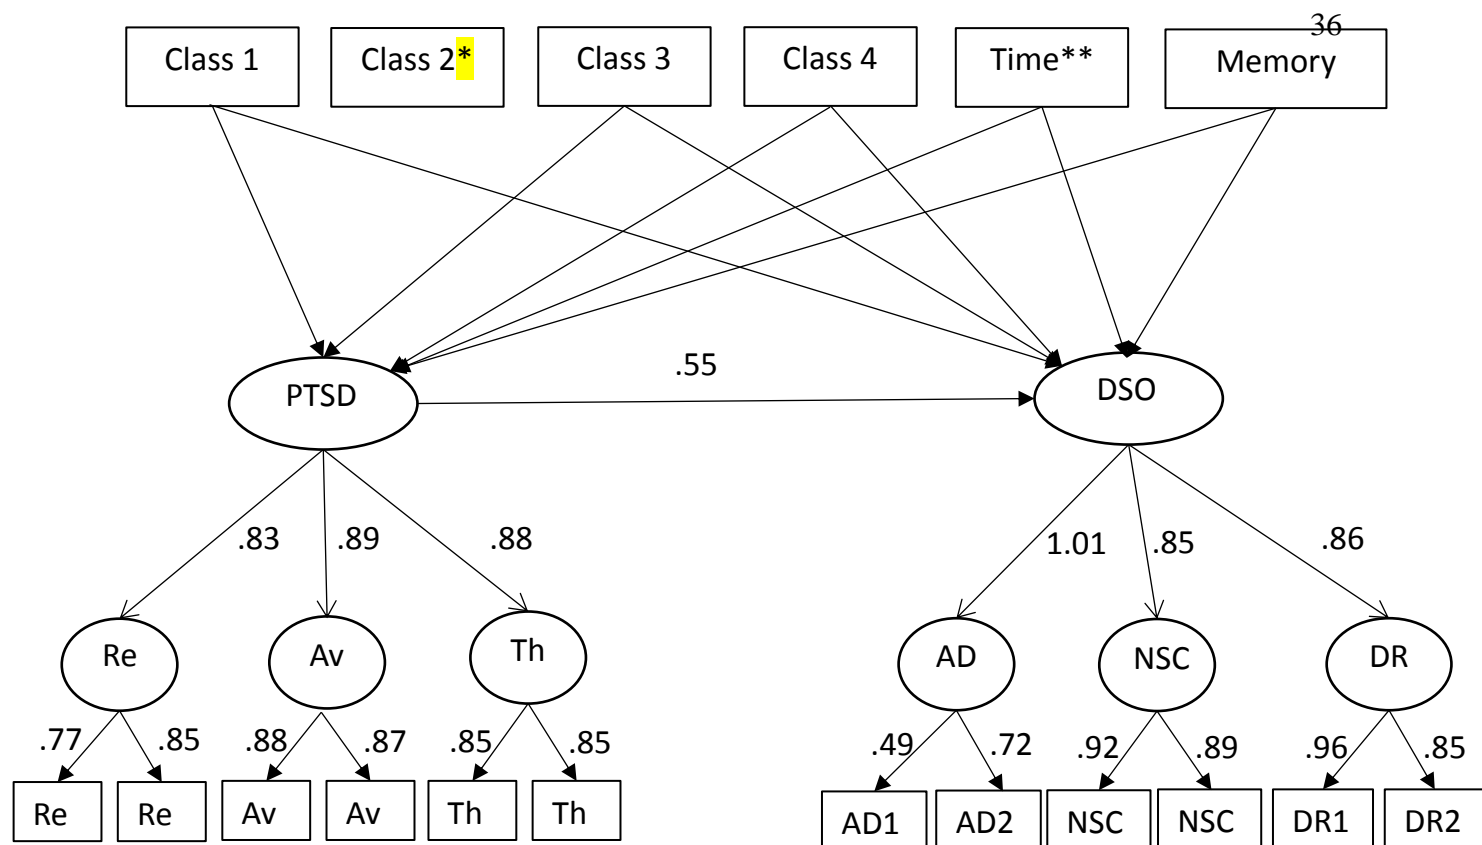 36
Class 1 Class 2* Class 3 Class 4 Time** Memory
.55
PTSD DSO
.83 .89 .88 1.01 .85 .86
Re Av Th AD NSC DR
.77 .85 .88 .87 .85 .85 .49 .72 .92 .89 .96 .85
Re Re Av Av Th Th AD1 AD2 NSC NSC DR1 DR2